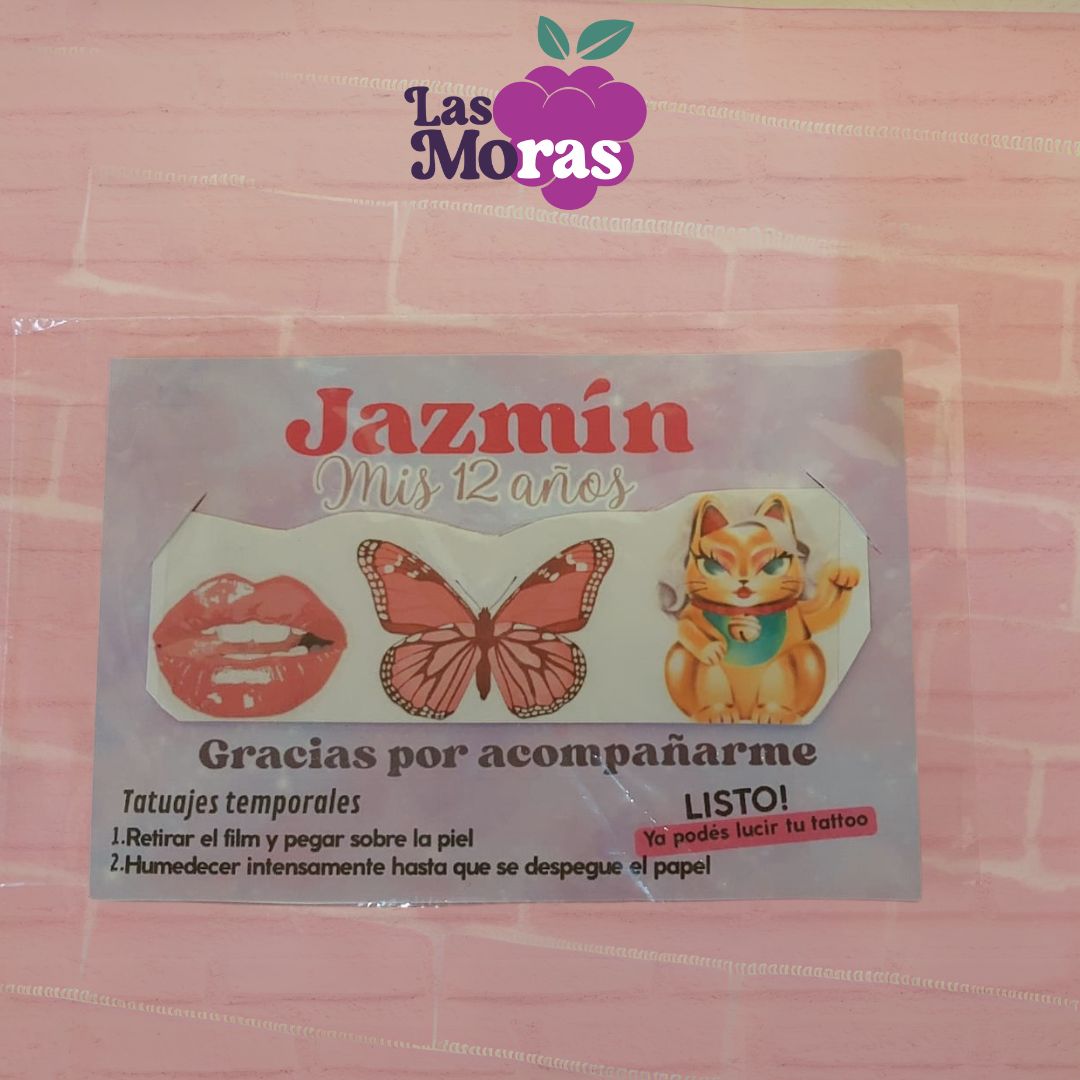 Las
Moras
Jazmín
Mis 12 años
Gracias por acompañarme
Tatuajes temporales
1.Retirar el film y pegar sobre la piel
2.Humedecer intensamente hasta que se despegue el papel
LISTO!
Ya podés lucir tu tattoo